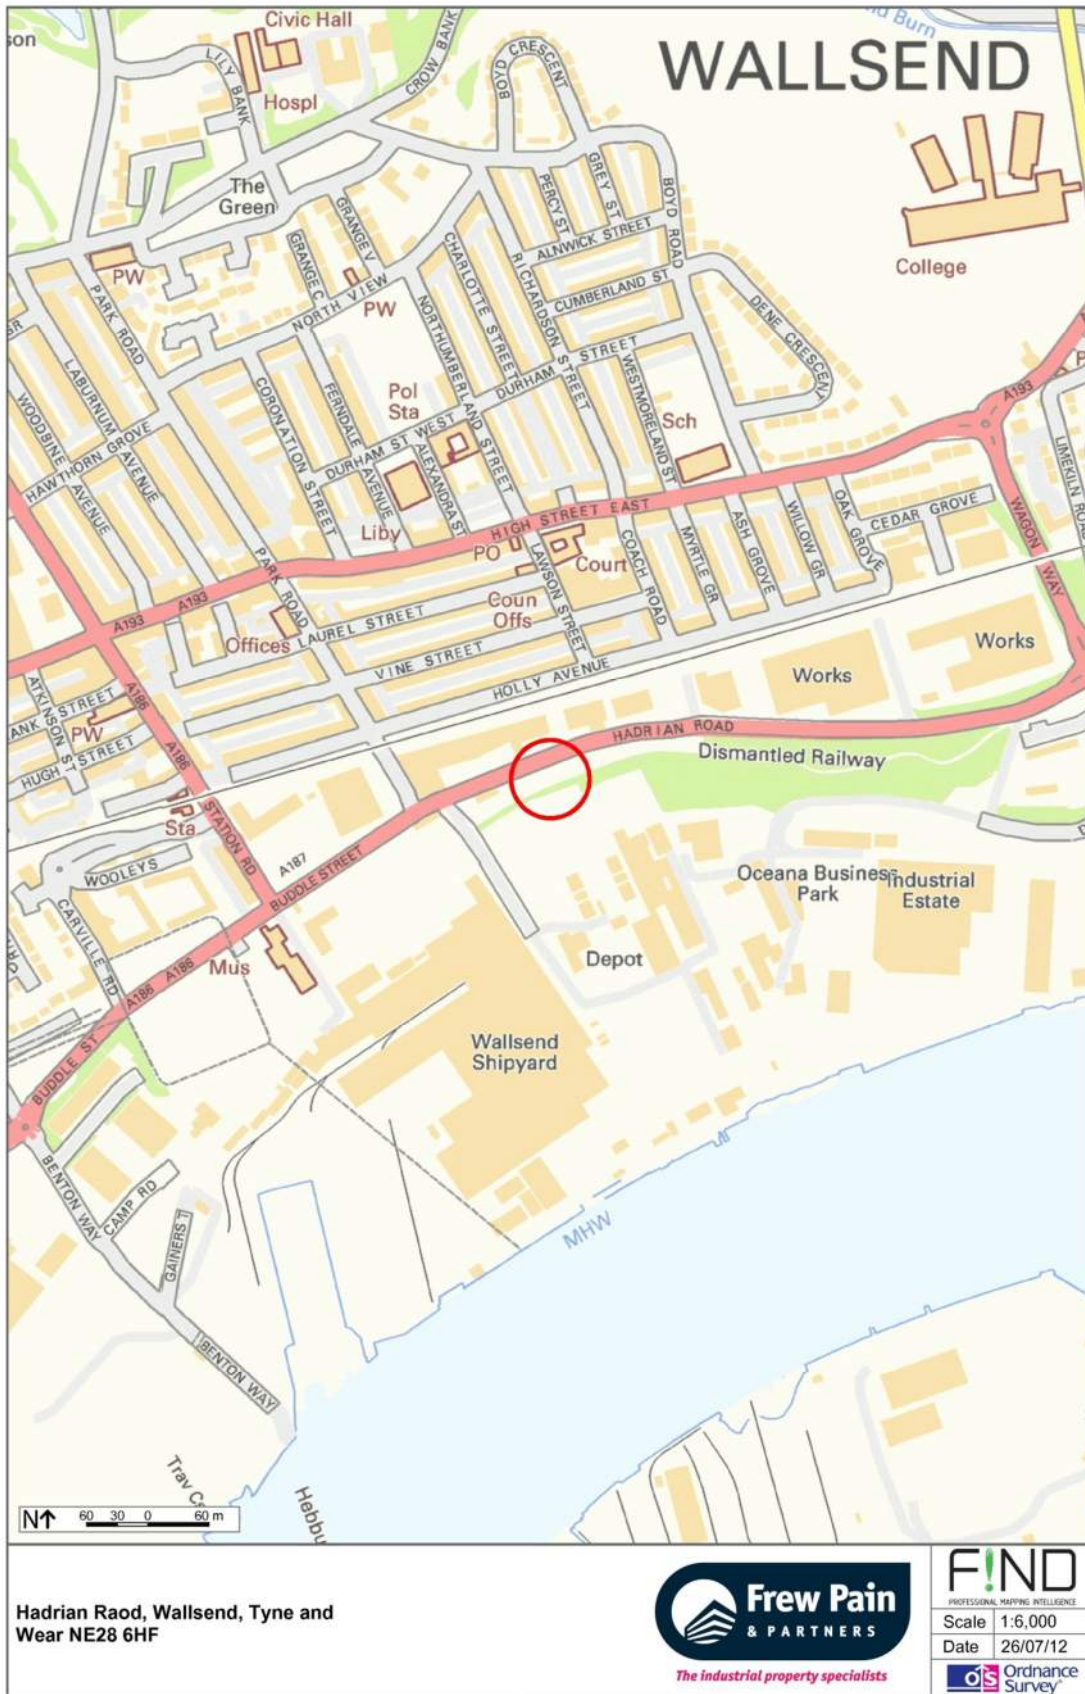 Civic Hall
son
d Burn
WALLSEND
LILY BANK
CROW BANK
BOYD CRESCENT
Hospl
The
Green
GRANGE V
GRANGE C
PERCY ST
GREY ST
BOYD ROAD
ALNWICK STREET
College
PW
PW
NORTH VIEW
CHARLOTTE STREET
RICHARDSON STREET
CUMBERLAND ST
PARK ROAD
GR
LABURNUM AVENUE
WOODBINE AVENUE
HAWTHORN GROVE
CORONATION STREET
FERNDALE AVENUE
NORTHUMBERLAND STREET
DURHAM STREET
DENE CRESCENT
Pol
Sta
DURHAM ST WEST
ALEXANDRA ST
WESTMORELAND ST
Sch
A193
P
LIMEKILN ROAD
Liby
HIGH STREET EAST
PO
Court
LAWSON STREET
COACH ROAD
MYRTLE GR
ASH GROVE
WILLOW GR
OAK GROVE
CEDAR GROVE
WAGON WAY
PARK ROAD
A193
A193
Offices
LAUREL STREET
Coun
Offs
VINE STREET
HOLLY AVENUE
Works
Works
ATKINSON ST
ANK STREET
PW
HUGH STREET
A186
A186
HADRIAN ROAD
Dismantled Railway
Sta
STATION RD
WOOLEYS
A187
BUDDLE STREET
CARVILLE RD
Oceana Business
Park
Industrial
Estate
Mus
A186
A186
Depot
BUDDLE ST
Wallsend
Shipyard
BENTON WAY
CAMP RD
GAINERS T
MHW
BENTON WAY
Trav C
Hebbu
N
60 30 0 60 m
Hadrian Raod, Wallsend, Tyne and
Wear NE28 6HF
Frew Pain
& PARTNERS
The industrial property specialists
F!ND
PROFESSIONAL MAPPING INTELLIGENCE
Scale 1:6,000
Date 26/07/12
OS Ordnance
Survey